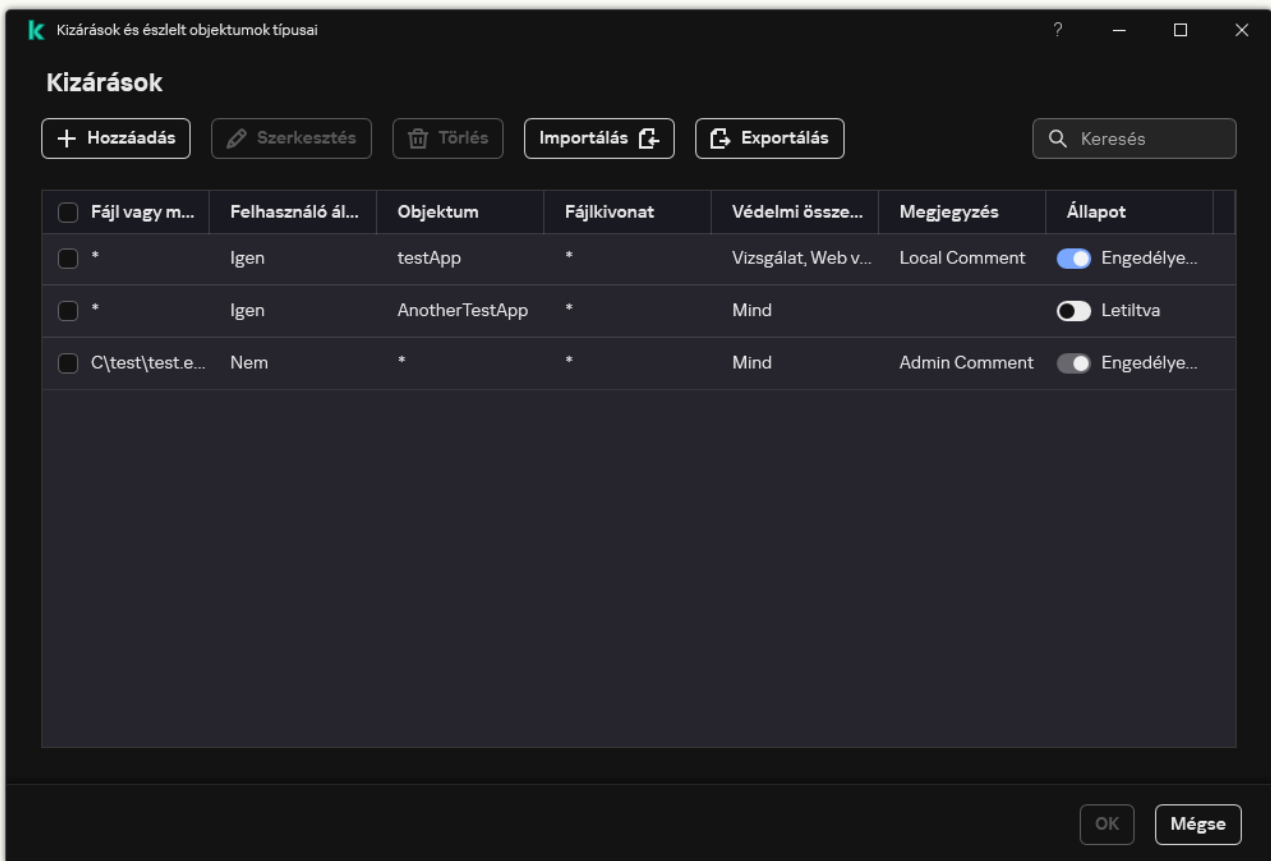 Kizárások és észlelt objektumok típusai
?
Kizárások
Hozzáadás Szerkesztés Törlés Importálás Exportálás Keresés
Fájl vagy m... Felhasználó ál... Objektum Fájlkivonat Védelmi össze... Megjegyzés Állapot
* Igen testApp * Vizsgálat, Web v... Local Comment Engedélye...
* Igen AnotherTestApp * Mind Letiltva
C\test\test.e... Nem * * Mind Admin Comment Engedélye...
OK Mégse